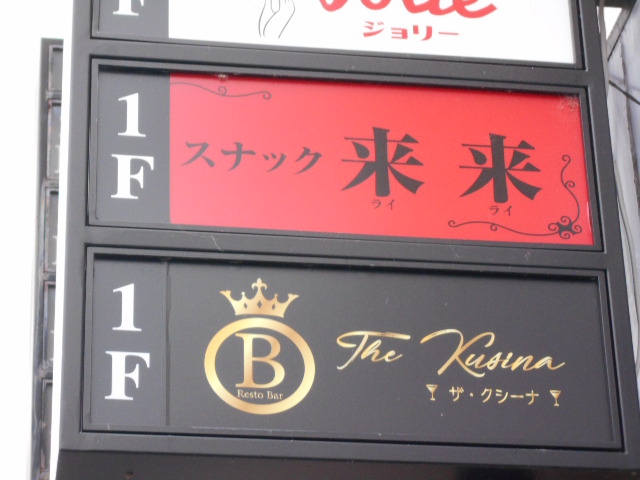 ジョリー
1F
スナック 来 来
ライ ライ
1F
B
Resto Bar
The Kusina
ザ・クシーナ